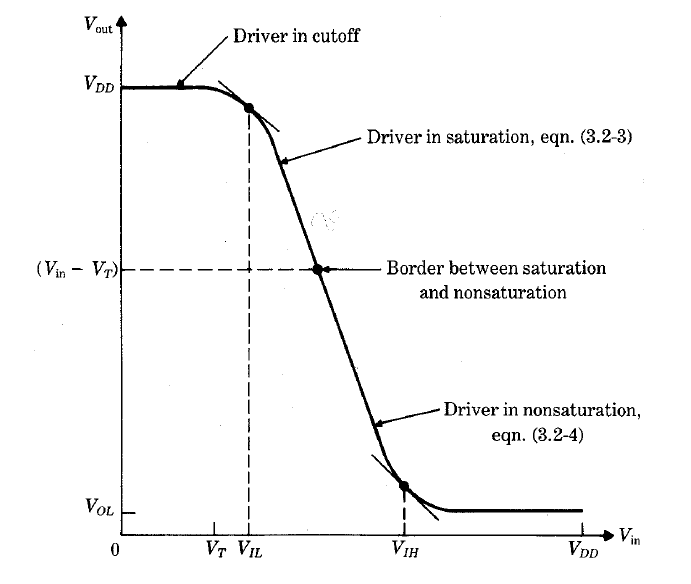 V_out
Driver in cutoff
V_DD
Driver in saturation, eqn. (3.2-3)
(V_in − V_T)
Border between saturation
and nonsaturation
Driver in nonsaturation,
eqn. (3.2-4)
V_OL
0
V_T
V_IL
V_IH
V_DD
V_in